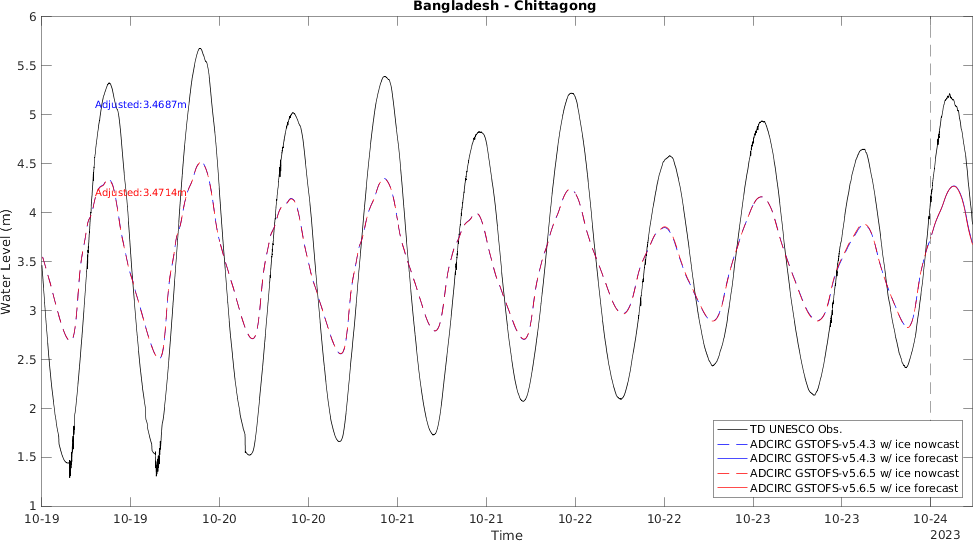 Bangladesh - Chittagong
6
5.5
5
4.5
4
3.5
3
2.5
2
1.5
1
Water Level (m)
Adjusted:3.4687m
Adjusted:3.4714m
TD UNESCO Obs.
ADCIRC GSTOFS-v5.4.3 w/ ice nowcast
ADCIRC GSTOFS-v5.4.3 w/ ice forecast
ADCIRC GSTOFS-v5.6.5 w/ ice nowcast
ADCIRC GSTOFS-v5.6.5 w/ ice forecast
10-19 10-19 10-20 10-20 10-21 10-21 10-22 10-22 10-23 10-23 10-24
Time
2023